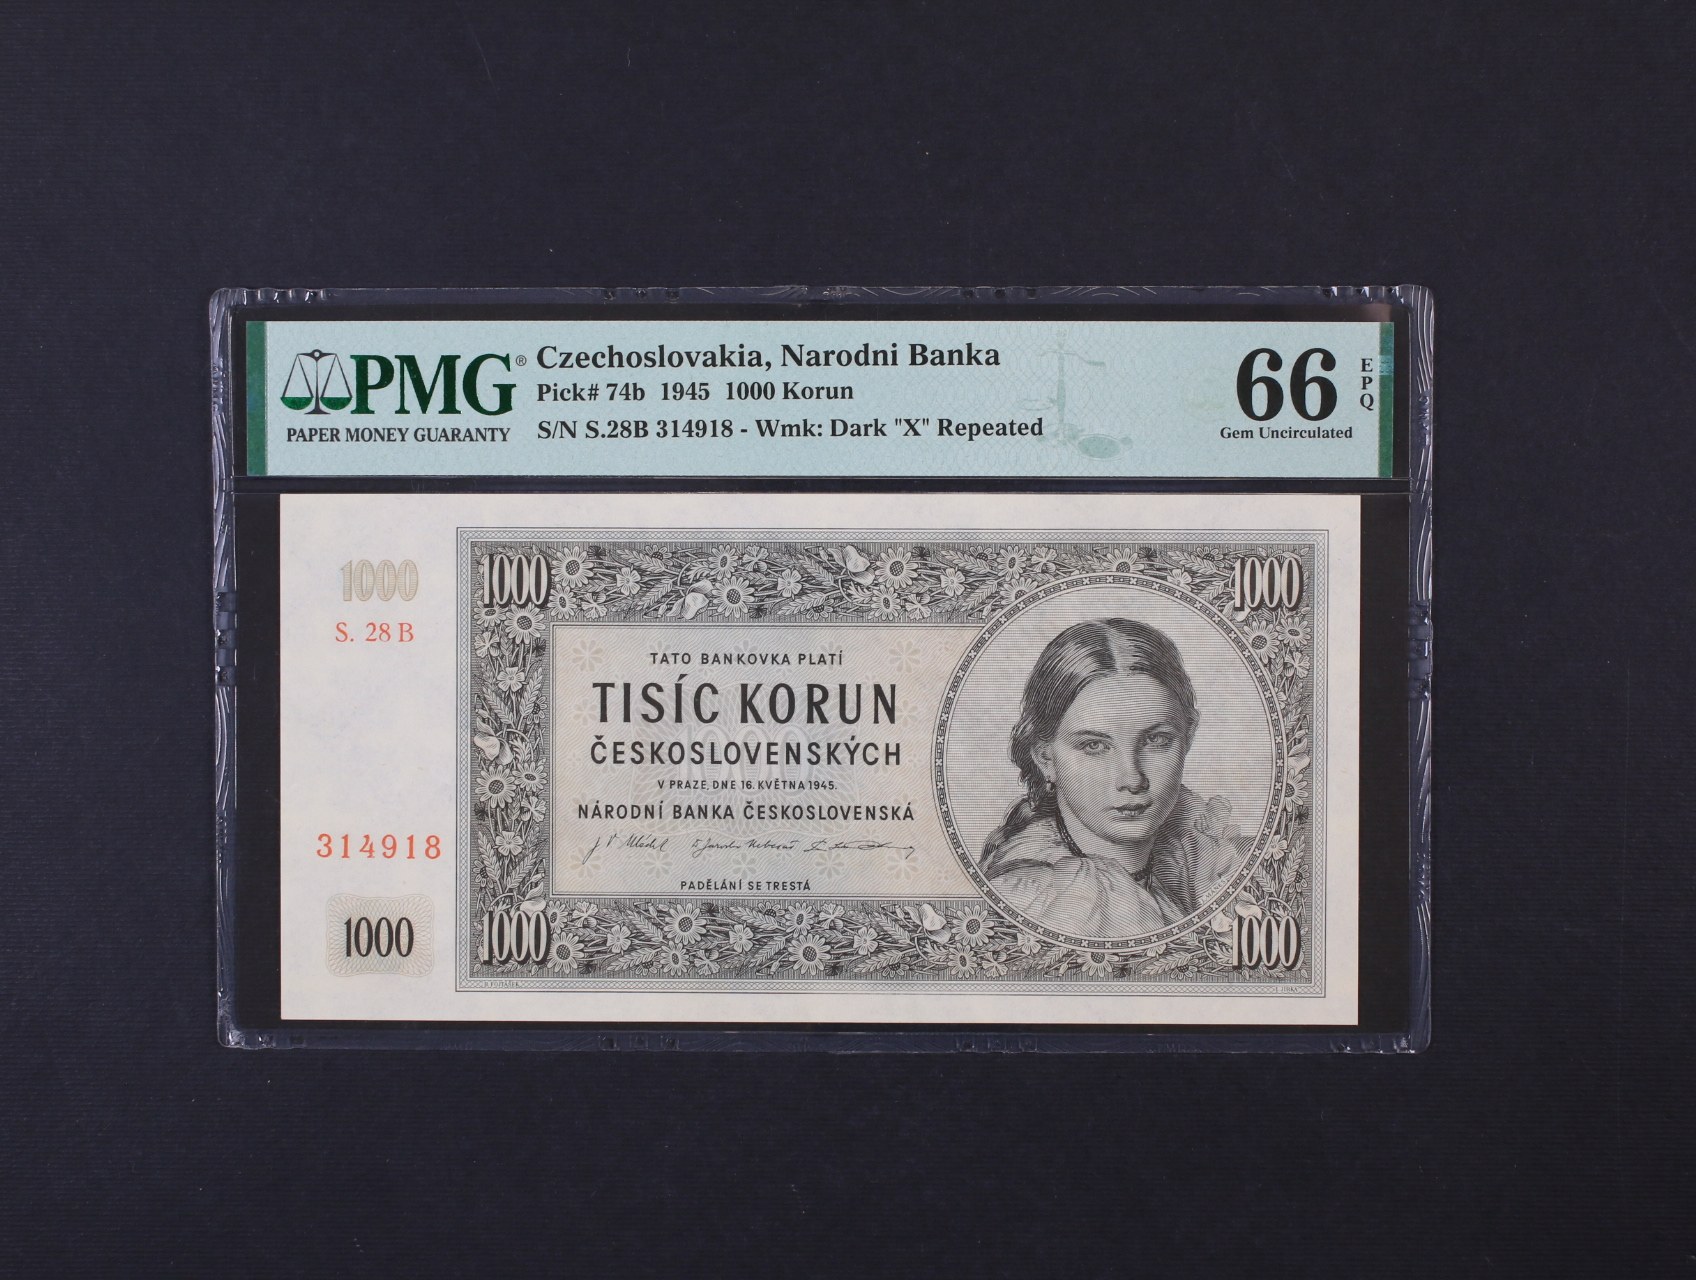 PMG®
PAPER MONEY GUARANTY
Czechoslovakia, Narodni Banka
Pick# 74b 1945 1000 Korun
S/N S.28B 314918 - Wmk: Dark "X" Repeated
66
EPQ
Gem Uncirculated
1000
S. 28 B
314918
1000
1000
1000
TATO BANKOVKA PLATÍ
TISÍC KORUN
ČESKOSLOVENSKÝCH
V PRAZE, DNE 16. KVĚTNA 1945.
NÁRODNÍ BANKA ČESKOSLOVENSKÁ
PADĚLÁNÍ SE TRESTÁ
1000
1000